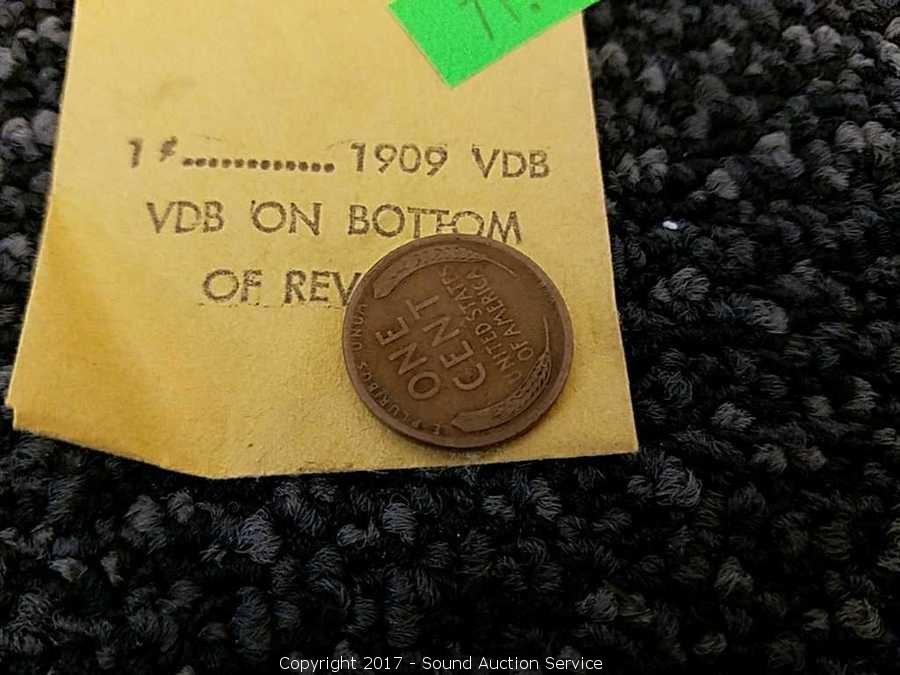 1¢............ 1909 VDB
VDB ON BOTTOM
OF REV
E PLURIBUS UNUM
ONE
CENT
UNITED STATES
OF AMERICA
Copyright 2017 - Sound Auction Service